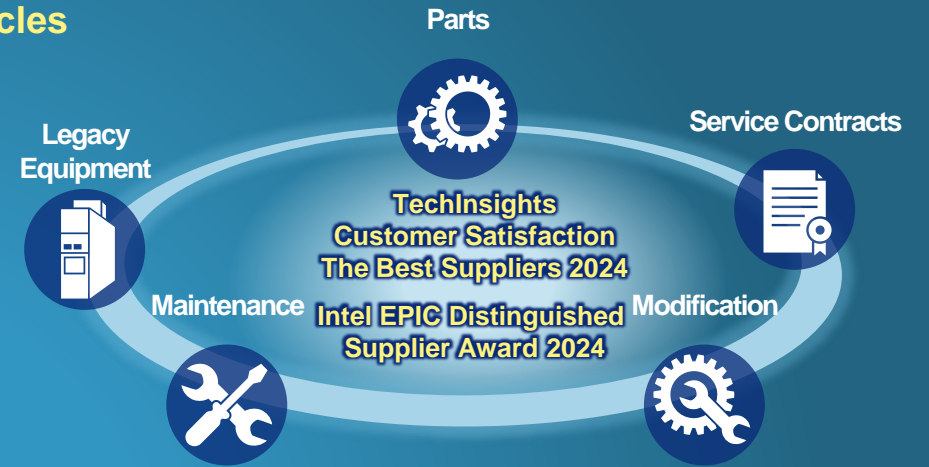 cles
Parts
Legacy
Equipment
Service Contracts
TechInsights
Customer Satisfaction
The Best Suppliers 2024
Maintenance
Intel EPIC Distinguished
Supplier Award 2024
Modification